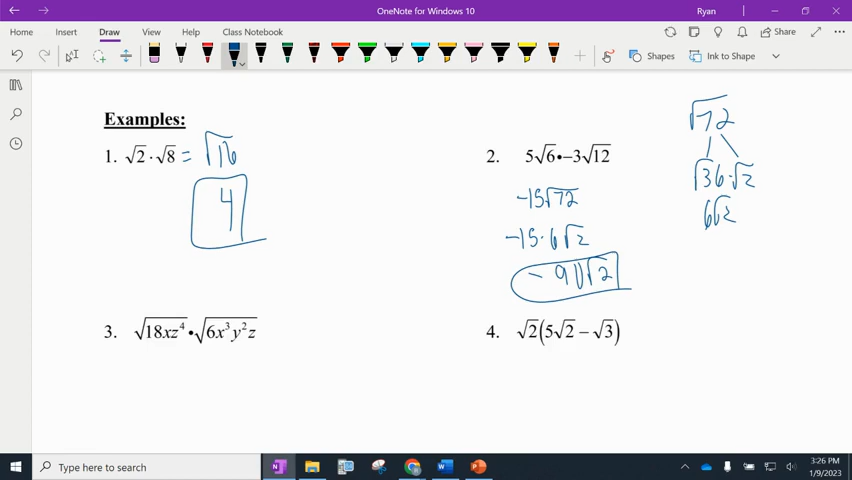 OneNote for Windows 10
Ryan
Home Insert Draw View Help Class Notebook
Share
Shapes Ink to Shape
Examples:
1. √2 · √8 = √16
4
2. 5√6 • −3√12
-15√72
-15·6√2
-90√2
√72
√36·√2
6√2
3. √18xz⁴ • √6x³y²z
4. √2(5√2 − √3)
Type here to search
3:26 PM
1/9/2023